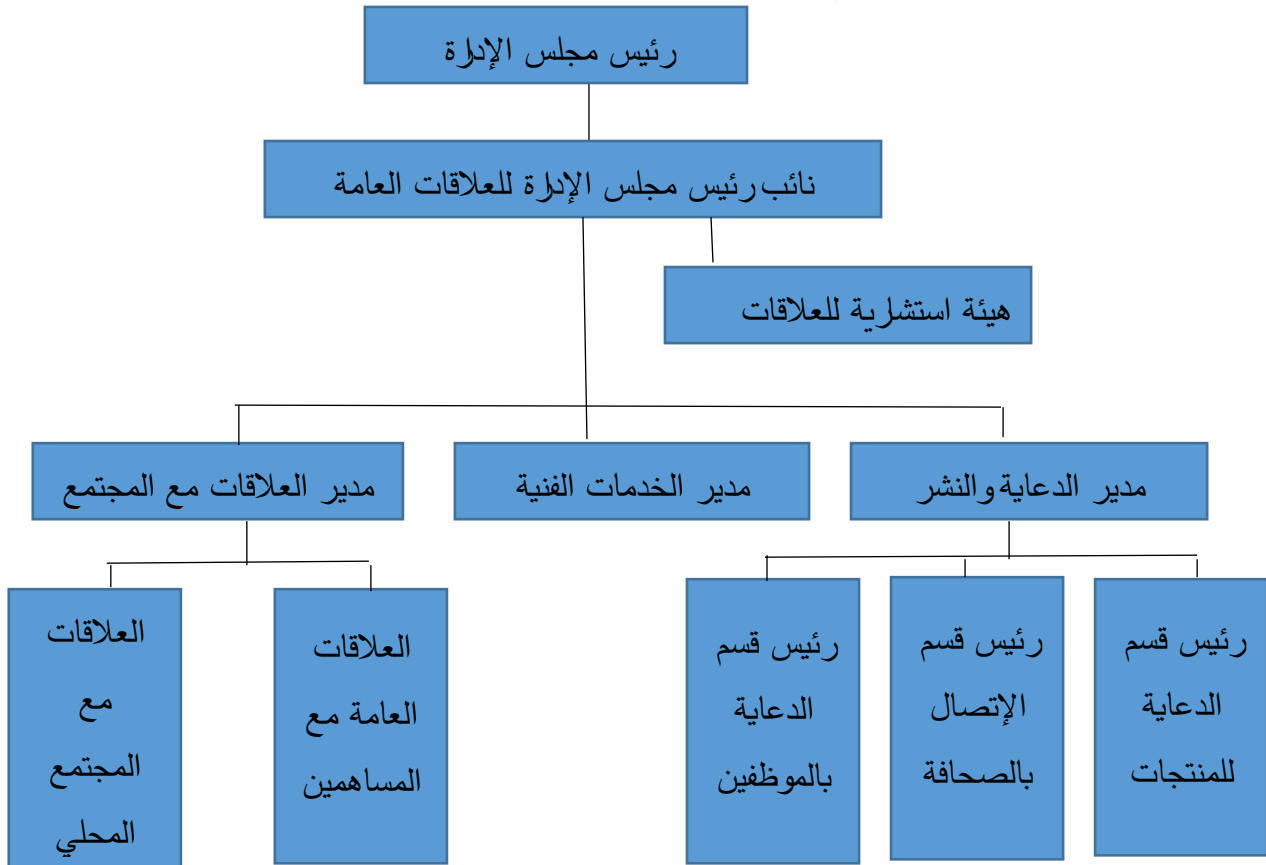 رئيس مجلس الإدارة
نائب رئيس مجلس الإدارة للعلاقات العامة
هيئة استشارية للعلاقات
مدير الدعاية والنشر
مدير الخدمات الفنية
مدير العلاقات مع المجتمع
رئيس قسم
الدعاية
للمنتجات
رئيس قسم
الإتصال
بالصحافة
رئيس قسم
الدعاية
بالموظفين
العلاقات
العامة مع
المساهمين
العلاقات
مع
المجتمع
المحلي